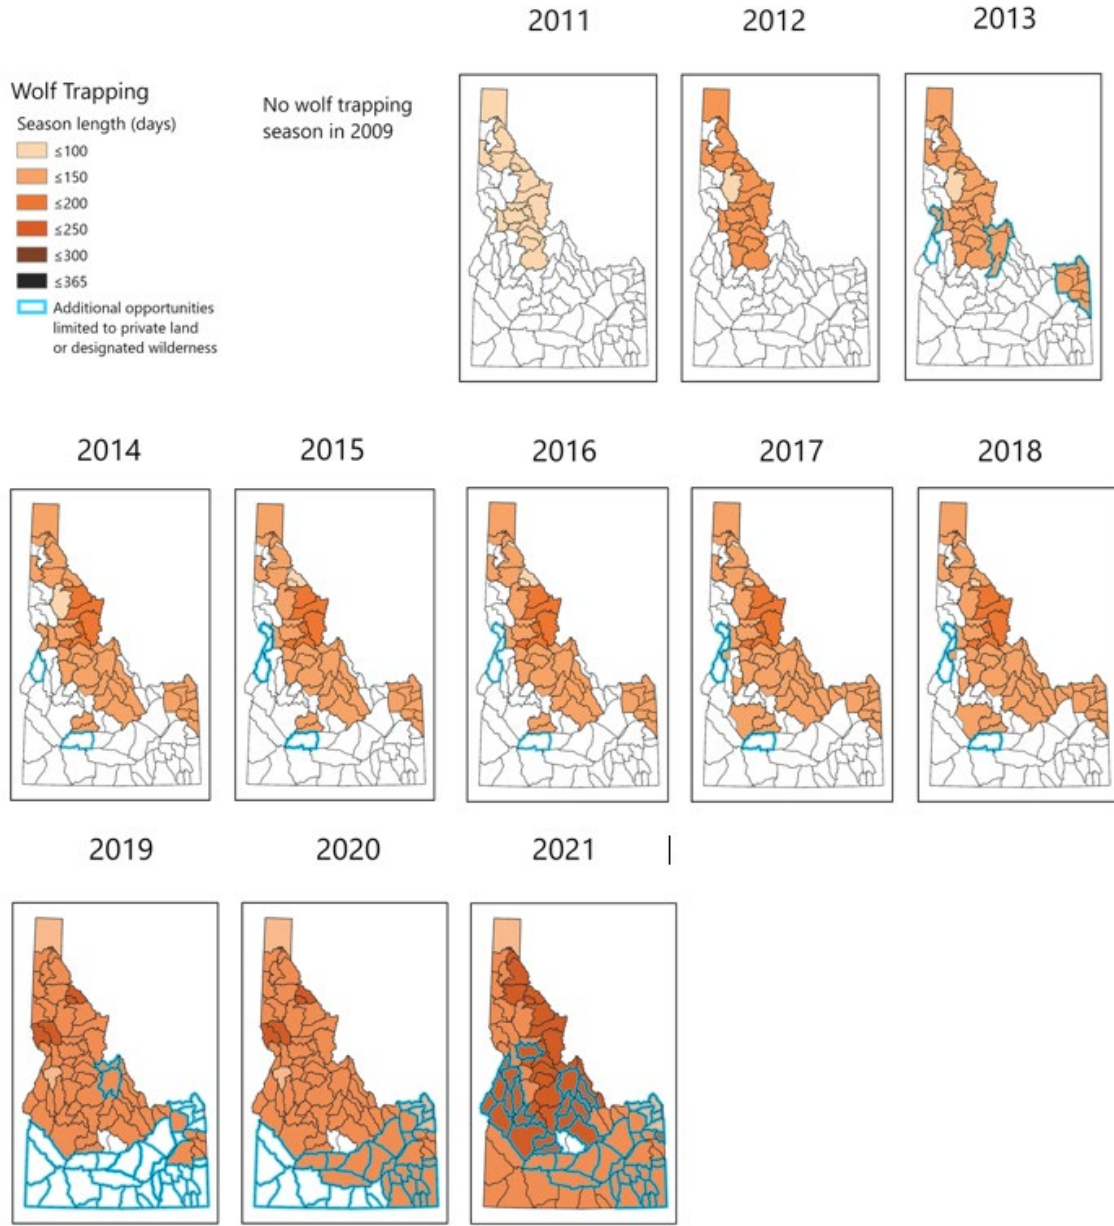 2011
2012
2013
Wolf Trapping
Season length (days)
≤100
≤150
≤200
≤250
≤300
≤365
Additional opportunities
limited to private land
or designated wilderness
No wolf trapping
season in 2009
2014
2015
2016
2017
2018
2019
2020
2021